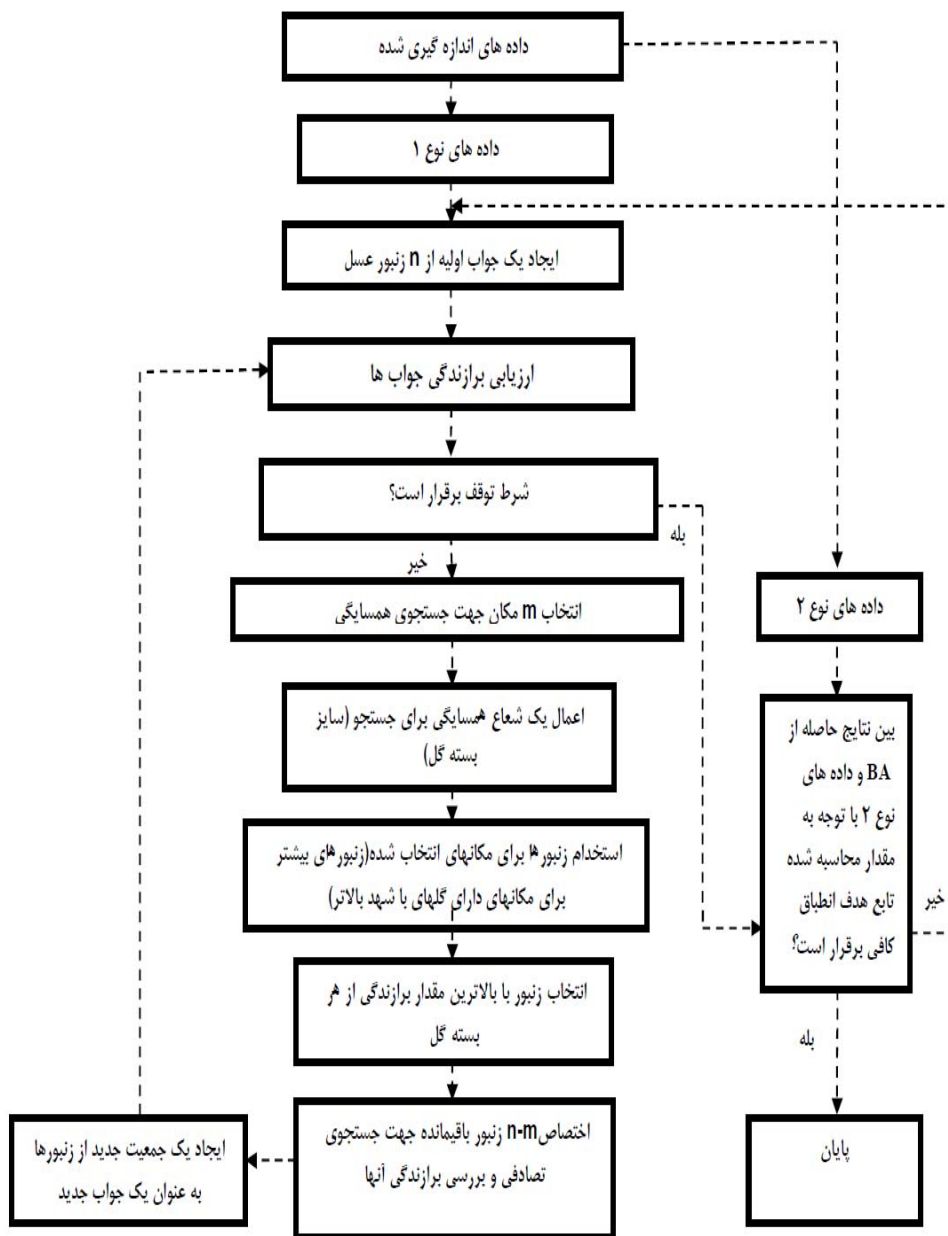 داده های اندازه گیری شده
داده های نوع ۱
ایجاد یک جواب اولیه از n زنبور عسل
ارزیابی برازندگی جواب ها
شرط توقف برقرار است؟
بله
خیر
انتخاب m مکان جهت جستجوی همسایگی
اعمال یک شعاع همسایگی برای جستجو (سایز
بسته گل)
استخدام زنبورها برای مکانهای انتخاب شده(زنبورهای بیشتر
برای مکانهای دارای گلهای با شهد بالاتر)
انتخاب زنبور با بالاترین مقدار برازندگی از هر
بسته گل
اختصاص n-m زنبور باقیمانده جهت جستجوی
تصادفی و بررسی برازندگی آنها
ایجاد یک جمعیت جدید از زنبورها
به عنوان یک جواب جدید
داده های نوع ۲
بین نتایج حاصله از
BA و داده های
نوع ۲ با توجه به
مقدار محاسبه شده
تابع هدف انطباق
کافی برقرار است؟
خیر
بله
پایان